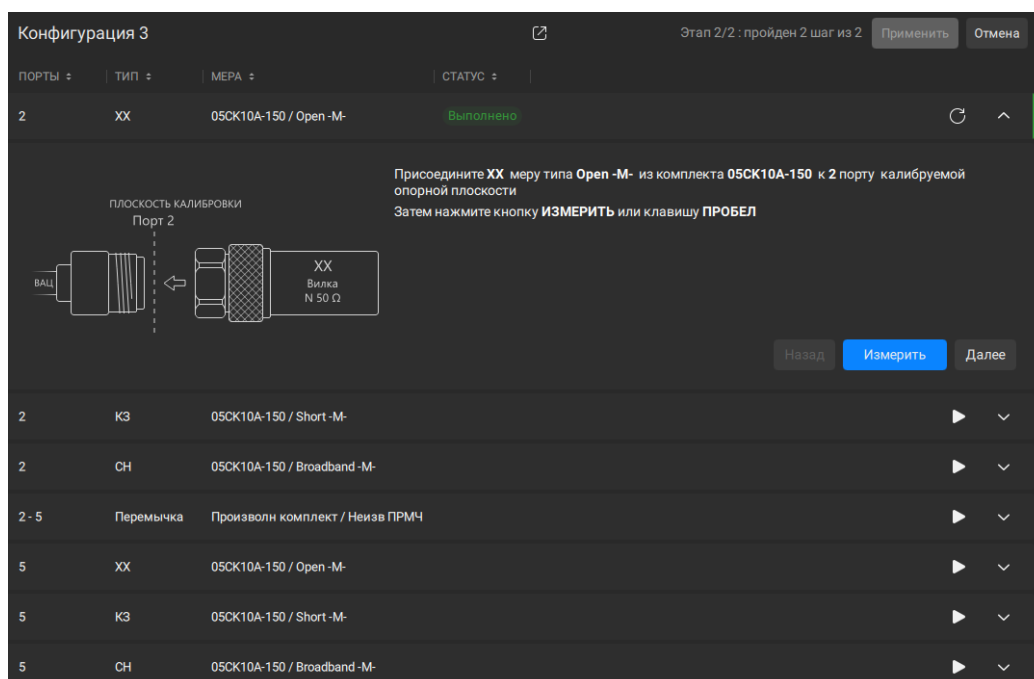 Конфигурация 3
Этап 2/2 : пройден 2 шаг из 2 Применить Отмена
ПОРТЫ ТИП МЕРА СТАТУС
2 ХХ 05CK10A-150 / Open -M- Выполнено
Присоедините ХХ меру типа Open -M- из комплекта 05CK10A-150 к 2 порту калибруемой
опорной плоскости
Затем нажмите кнопку ИЗМЕРИТЬ или клавишу ПРОБЕЛ
ПЛОСКОСТЬ КАЛИБРОВКИ
Порт 2
ВАЦ
ХХ
Вилка
N 50 Ω
Назад Измерить Далее
2 КЗ 05CK10A-150 / Short -M-
2 СН 05CK10A-150 / Broadband -M-
2 - 5 Перемычка Произволн комплект / Неизв ПРМЧ
5 ХХ 05CK10A-150 / Open -M-
5 КЗ 05CK10A-150 / Short -M-
5 СН 05CK10A-150 / Broadband -M-